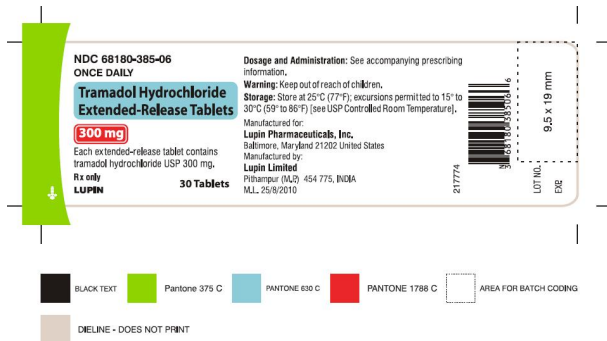 NDC 68180-385-06
ONCE DAILY
Tramadol Hydrochloride
Extended-Release Tablets
300 mg
Each extended-release tablet contains
tramadol hydrochloride USP 300 mg.
Rx only
LUPIN
30 Tablets
Dosage and Administration: See accompanying prescribing
information.
Warning: Keep out of reach of children.
Storage: Store at 25°C (77°F); excursions permitted to 15° to
30°C (59° to 86°F) [see USP Controlled Room Temperature].
Manufactured for:
Lupin Pharmaceuticals, Inc.
Baltimore, Maryland 21202 United States
Manufactured by:
Lupin Limited
Pithampur (M.P.) 454 775, INDIA
M.L. 25/8/2010
217774
N 3 68180 38506 6
9.5 x 19 mm
LOT NO.
EXP.
BLACK TEXT
Pantone 375 C
PANTONE 630 C
PANTONE 1788 C
AREA FOR BATCH CODING
DIELINE - DOES NOT PRINT